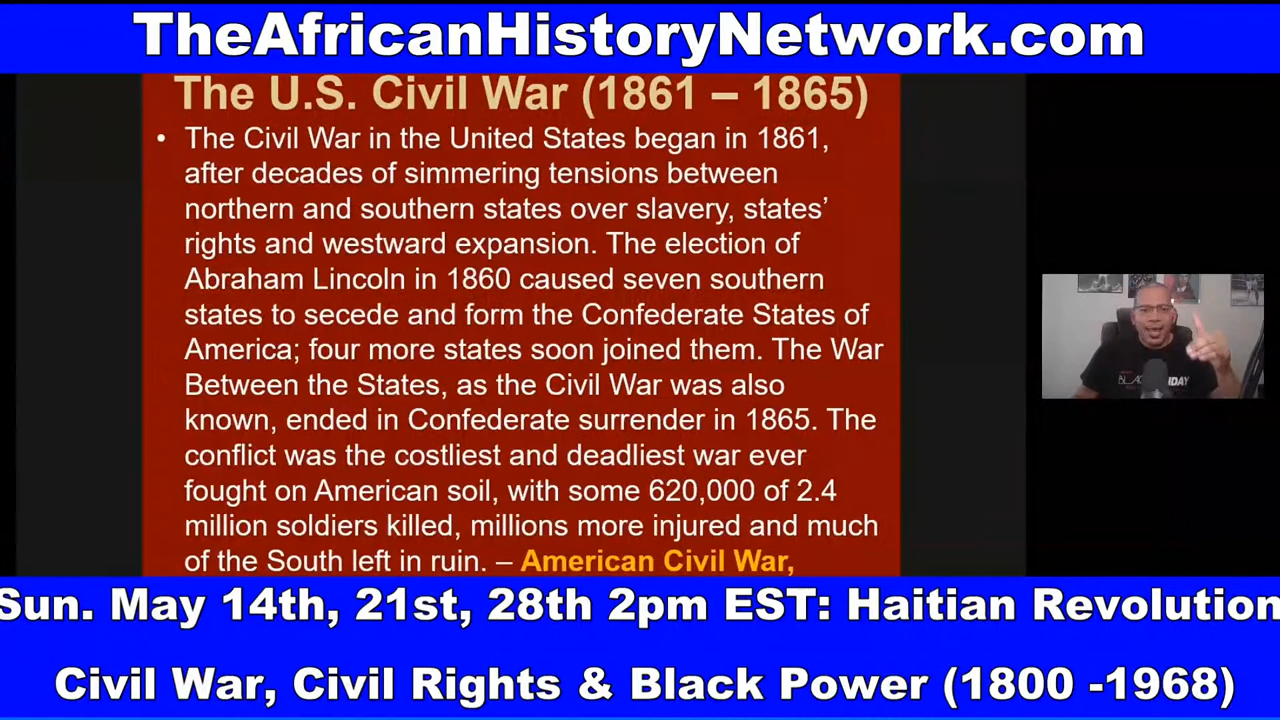 TheAfricanHistoryNetwork.com
The U.S. Civil War (1861 – 1865)
• The Civil War in the United States began in 1861,
after decades of simmering tensions between
northern and southern states over slavery, states’
rights and westward expansion. The election of
Abraham Lincoln in 1860 caused seven southern
states to secede and form the Confederate States of
America; four more states soon joined them. The War
Between the States, as the Civil War was also
known, ended in Confederate surrender in 1865. The
conflict was the costliest and deadliest war ever
fought on American soil, with some 620,000 of 2.4
million soldiers killed, millions more injured and much
of the South left in ruin. – American Civil War,
Sun. May 14th, 21st, 28th 2pm EST: Haitian Revolution
Civil War, Civil Rights & Black Power (1800 -1968)